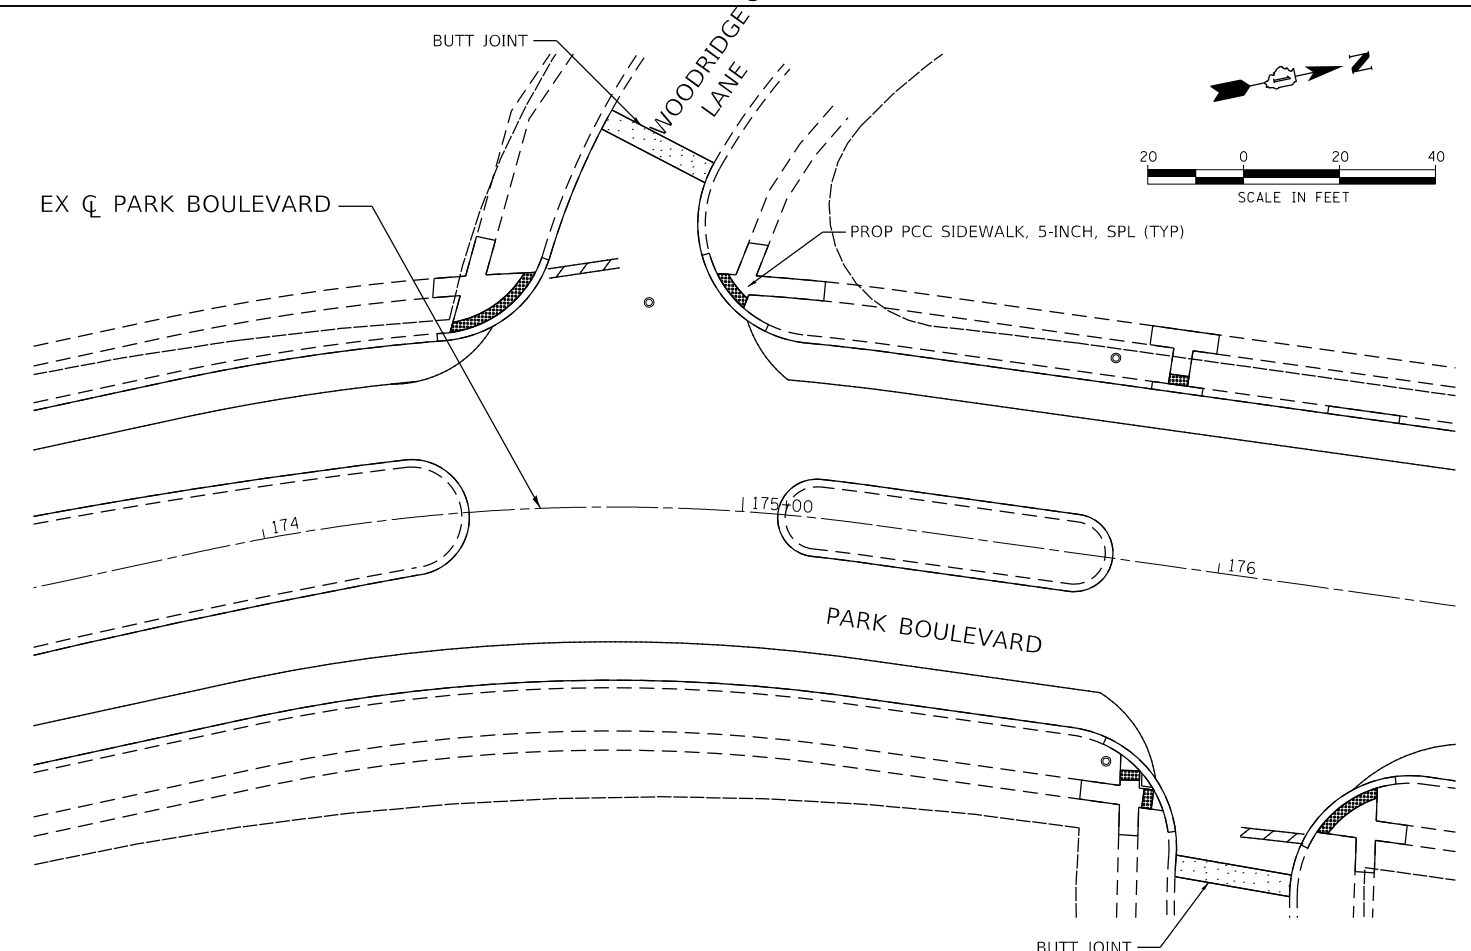 BUTT JOINT
WOODRIDGE
LANE
N
20 0 20 40
SCALE IN FEET
EX ℄ PARK BOULEVARD
PROP PCC SIDEWALK, 5-INCH, SPL (TYP)
174
175+00
176
PARK BOULEVARD
BUTT JOINT